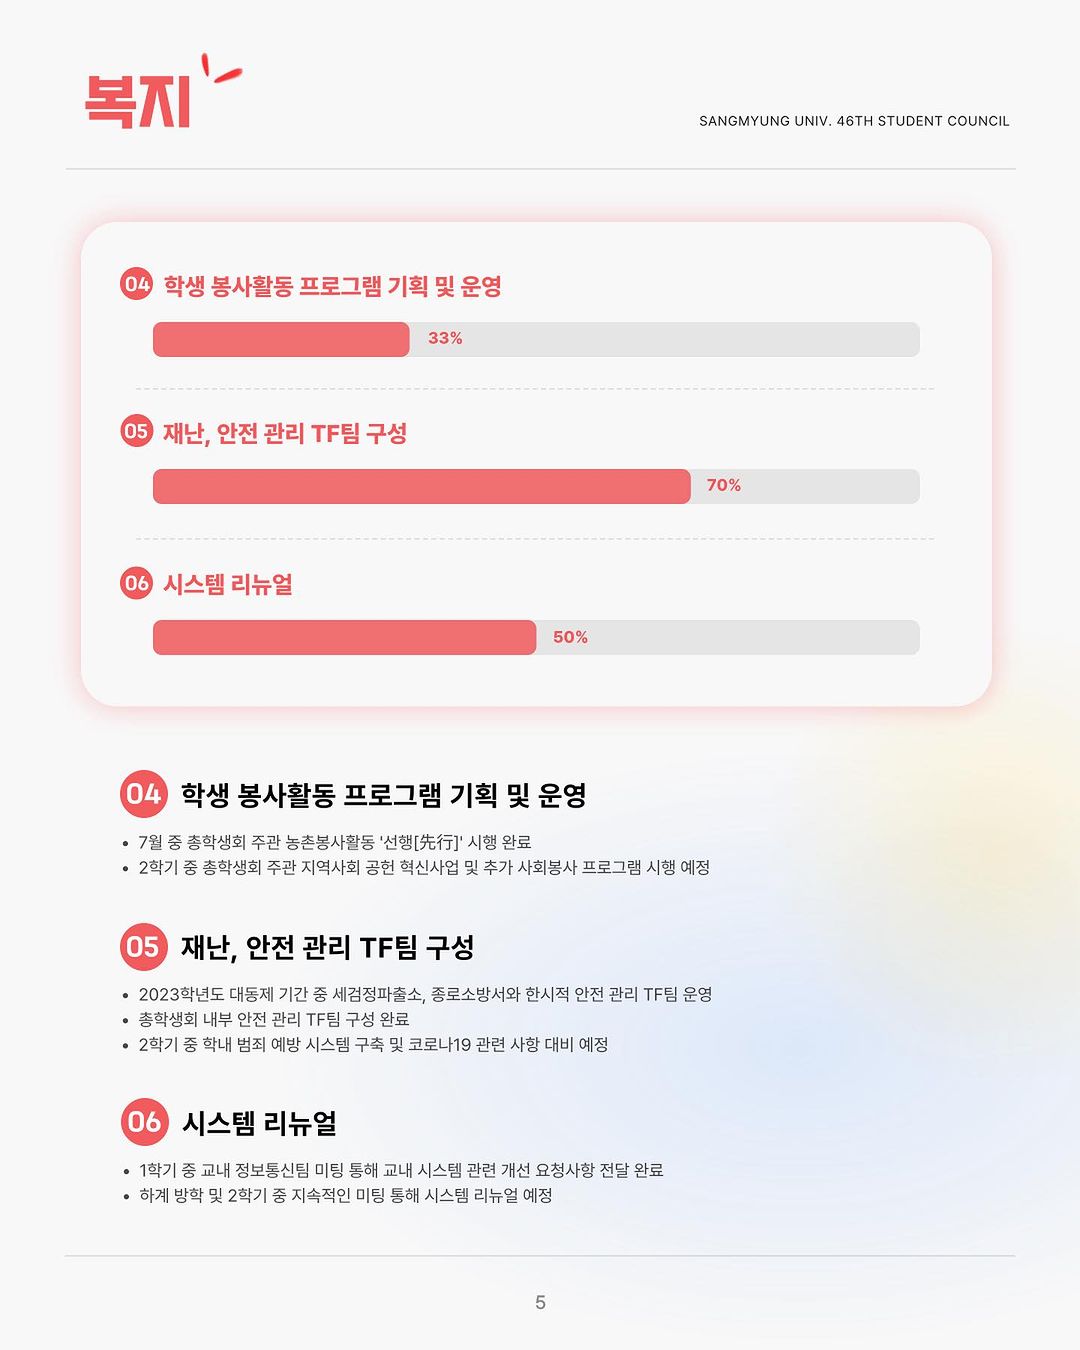 복지
SANGMYUNG UNIV. 46TH STUDENT COUNCIL
04 학생 봉사활동 프로그램 기획 및 운영
33%
05 재난, 안전 관리 TF팀 구성
70%
06 시스템 리뉴얼
50%
04 학생 봉사활동 프로그램 기획 및 운영
• 7월 중 총학생회 주관 농촌봉사활동 '선행[先行]' 시행 완료
• 2학기 중 총학생회 주관 지역사회 공헌 혁신사업 및 추가 사회봉사 프로그램 시행 예정
05 재난, 안전 관리 TF팀 구성
• 2023학년도 대동제 기간 중 세검정파출소, 종로소방서와 한시적 안전 관리 TF팀 운영
• 총학생회 내부 안전 관리 TF팀 구성 완료
• 2학기 중 학내 범죄 예방 시스템 구축 및 코로나19 관련 사항 대비 예정
06 시스템 리뉴얼
• 1학기 중 교내 정보통신팀 미팅 통해 교내 시스템 관련 개선 요청사항 전달 완료
• 하계 방학 및 2학기 중 지속적인 미팅 통해 시스템 리뉴얼 예정
5